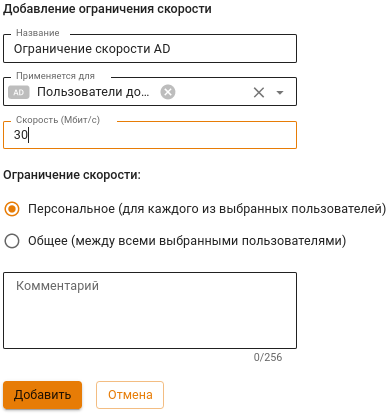 Добавление ограничения скорости
Название
Ограничение скорости AD
Применяется для
AD Пользователи до...
Скорость (Мбит/с)
30
Ограничение скорости:
Персональное (для каждого из выбранных пользователей)
Общее (между всеми выбранными пользователями)
Комментарий
0/256
Добавить Отмена